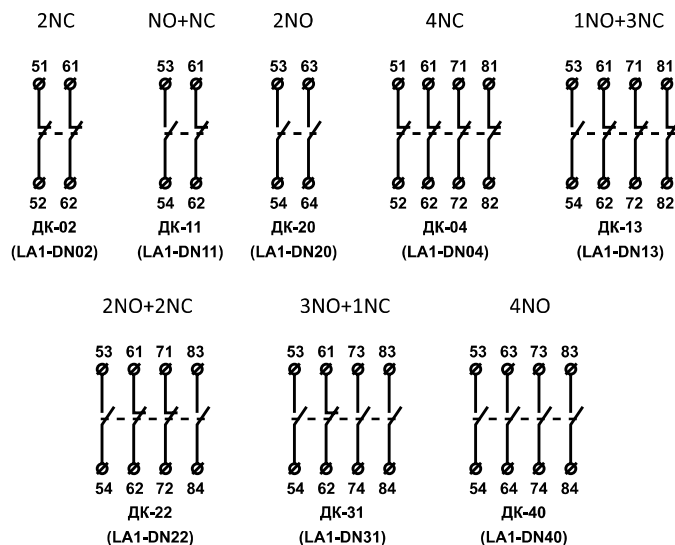 2NC NO+NC 2NO 4NC 1NO+3NC
51 61 53 61 53 63 51 61 71 81 53 61 71 81
52 62 54 62 54 64 52 62 72 82 54 62 72 82
ДК-02 ДК-11 ДК-20 ДК-04 ДК-13
(LA1-DN02) (LA1-DN11) (LA1-DN20) (LA1-DN04) (LA1-DN13)
2NO+2NC 3NO+1NC 4NO
53 61 71 83 53 61 73 83 53 63 73 83
54 62 72 84 54 62 74 84 54 64 74 84
ДК-22 ДК-31 ДК-40
(LA1-DN22) (LA1-DN31) (LA1-DN40)